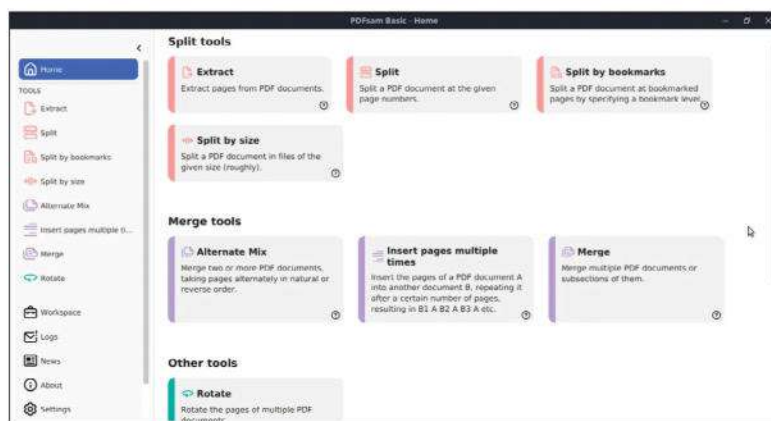 PDFsam Basic - Home
Home
TOOLS
Extract
Split
Split by bookmarks
Split by size
Alternate Mix
Insert pages multiple ti...
Merge
Rotate
Workspace
Logs
News
About
Settings
Split tools
Extract
Extract pages from PDF documents.
Split
Split a PDF document at the given
page numbers.
Split by bookmarks
Split a PDF document at bookmarked
pages by specifying a bookmark level.
Split by size
Split a PDF document in files of the
given size (roughly).
Merge tools
Alternate Mix
Merge two or more PDF documents,
taking pages alternately in natural or
reverse order.
Insert pages multiple
times
Insert the pages of a PDF document A
into another document B, repeating it
after a certain number of pages,
resulting in B1 A B2 A B3 A etc.
Merge
Merge multiple PDF documents or
subsections of them.
Other tools
Rotate
Rotate the pages of multiple PDF
documents.